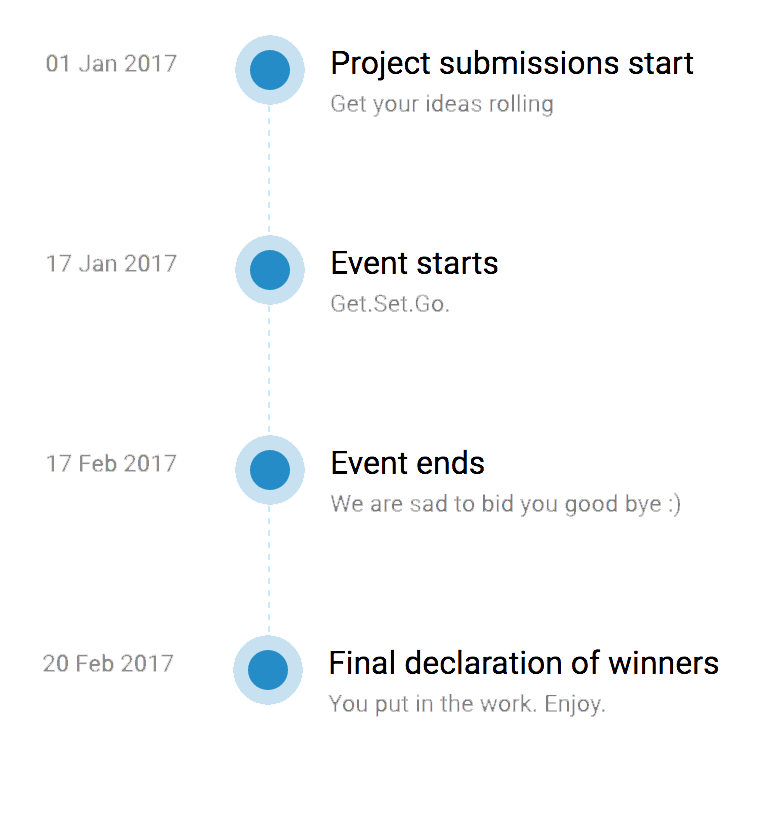 01 Jan 2017
Project submissions start
Get your ideas rolling
17 Jan 2017
Event starts
Get.Set.Go.
17 Feb 2017
Event ends
We are sad to bid you good bye :)
20 Feb 2017
Final declaration of winners
You put in the work. Enjoy.